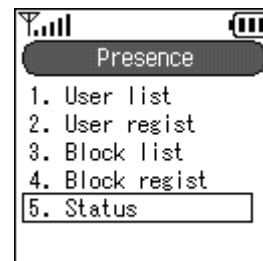 Presence
1. User list
2. User regist
3. Block list
4. Block regist
5. Status